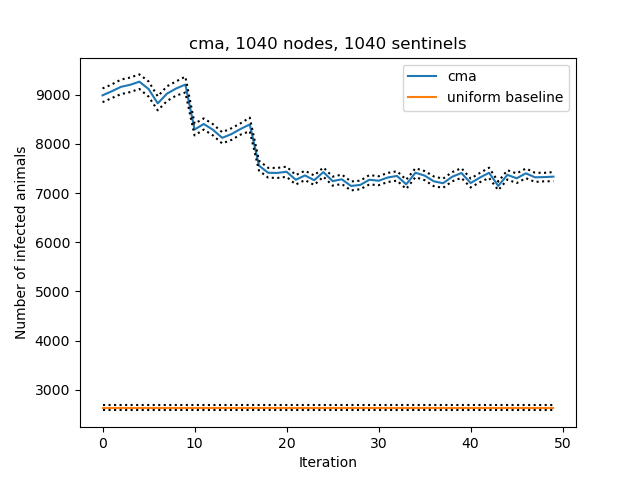 cma, 1040 nodes, 1040 sentinels
cma
uniform baseline
Number of infected animals
9000
8000
7000
6000
5000
4000
3000
0 10 20 30 40 50
Iteration